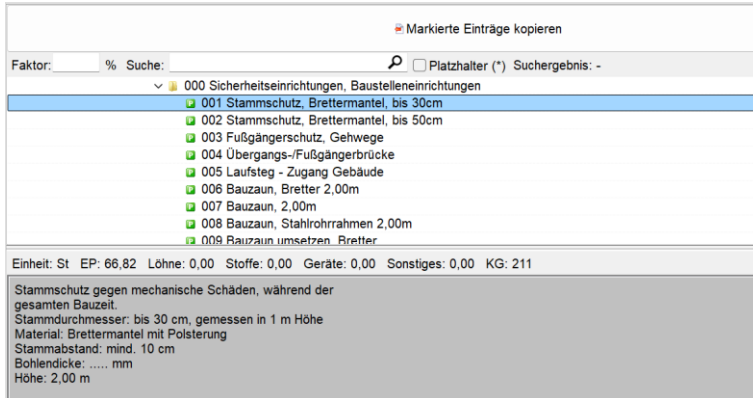 Markierte Einträge kopieren
Faktor: % Suche: Platzhalter (*) Suchergebnis: -
000 Sicherheitseinrichtungen, Baustelleneinrichtungen
001 Stammschutz, Brettermantel, bis 30cm
002 Stammschutz, Brettermantel, bis 50cm
003 Fußgängerschutz, Gehwege
004 Übergangs-/Fußgängerbrücke
005 Laufsteg - Zugang Gebäude
006 Bauzaun, Bretter 2,00m
007 Bauzaun, 2,00m
008 Bauzaun, Stahlrohrrahmen 2,00m
009 Bauzaun umsetzen, Bretter
Einheit: St EP: 66,82 Löhne: 0,00 Stoffe: 0,00 Geräte: 0,00 Sonstiges: 0,00 KG: 211
Stammschutz gegen mechanische Schäden, während der
gesamten Bauzeit.
Stammdurchmesser: bis 30 cm, gemessen in 1 m Höhe
Material: Brettermantel mit Polsterung
Stammabstand: mind. 10 cm
Bohlendicke: ..... mm
Höhe: 2,00 m